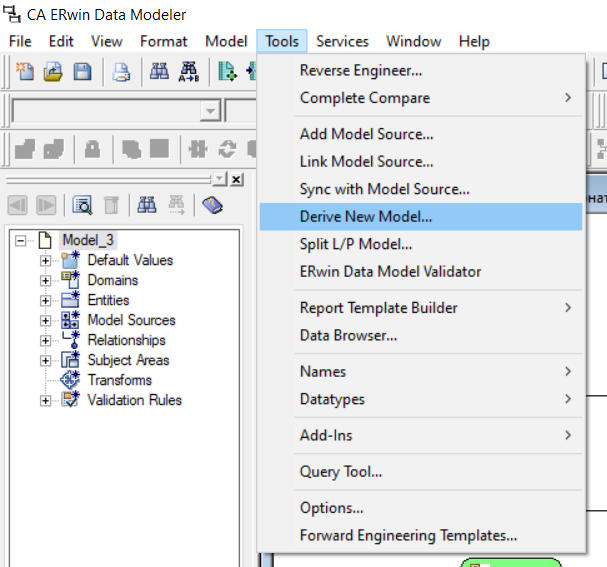 CA ERwin Data Modeler
File Edit View Format Model Tools Services Window Help
Reverse Engineer...
Complete Compare
Add Model Source...
Link Model Source...
Sync with Model Source...
Derive New Model...
Split L/P Model...
ERwin Data Model Validator
Report Template Builder
Data Browser...
Names
Datatypes
Add-Ins
Query Tool...
Options...
Forward Engineering Templates...
Model_3
Default Values
Domains
Entities
Model Sources
Relationships
Subject Areas
Transforms
Validation Rules